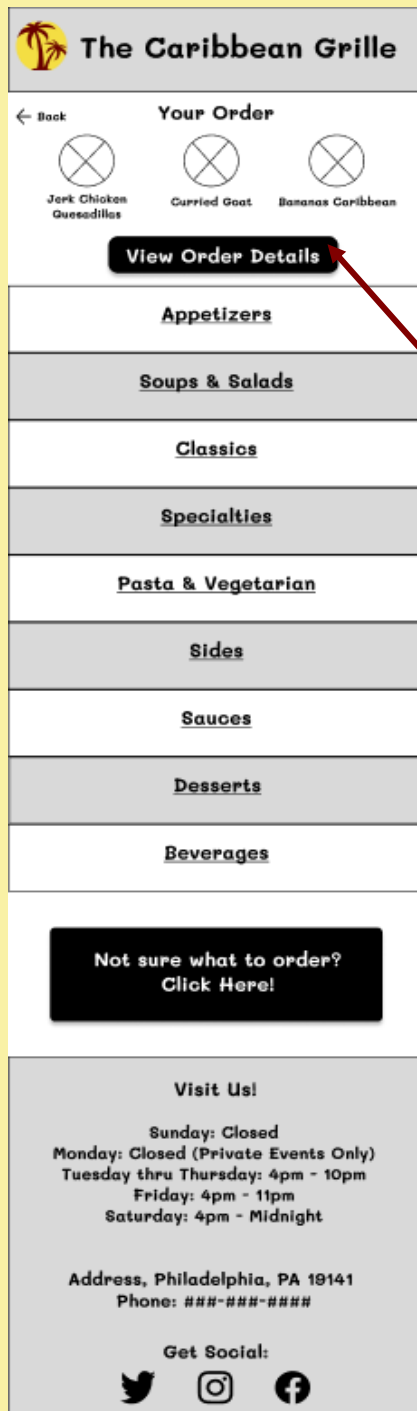 The Caribbean Grille
Back
Your Order
Jerk Chicken
Quesadillas
Curried Goat
Bananas Caribbean
View Order Details
Appetizers
Soups & Salads
Classics
Specialties
Pasta & Vegetarian
Sides
Sauces
Desserts
Beverages
Not sure what to order?
Click Here!
Visit Us!
Sunday: Closed
Monday: Closed (Private Events Only)
Tuesday thru Thursday: 4pm - 10pm
Friday: 4pm - 11pm
Saturday: 4pm - Midnight
Address, Philadelphia, PA 19141
Phone: ###-###-####
Get Social: